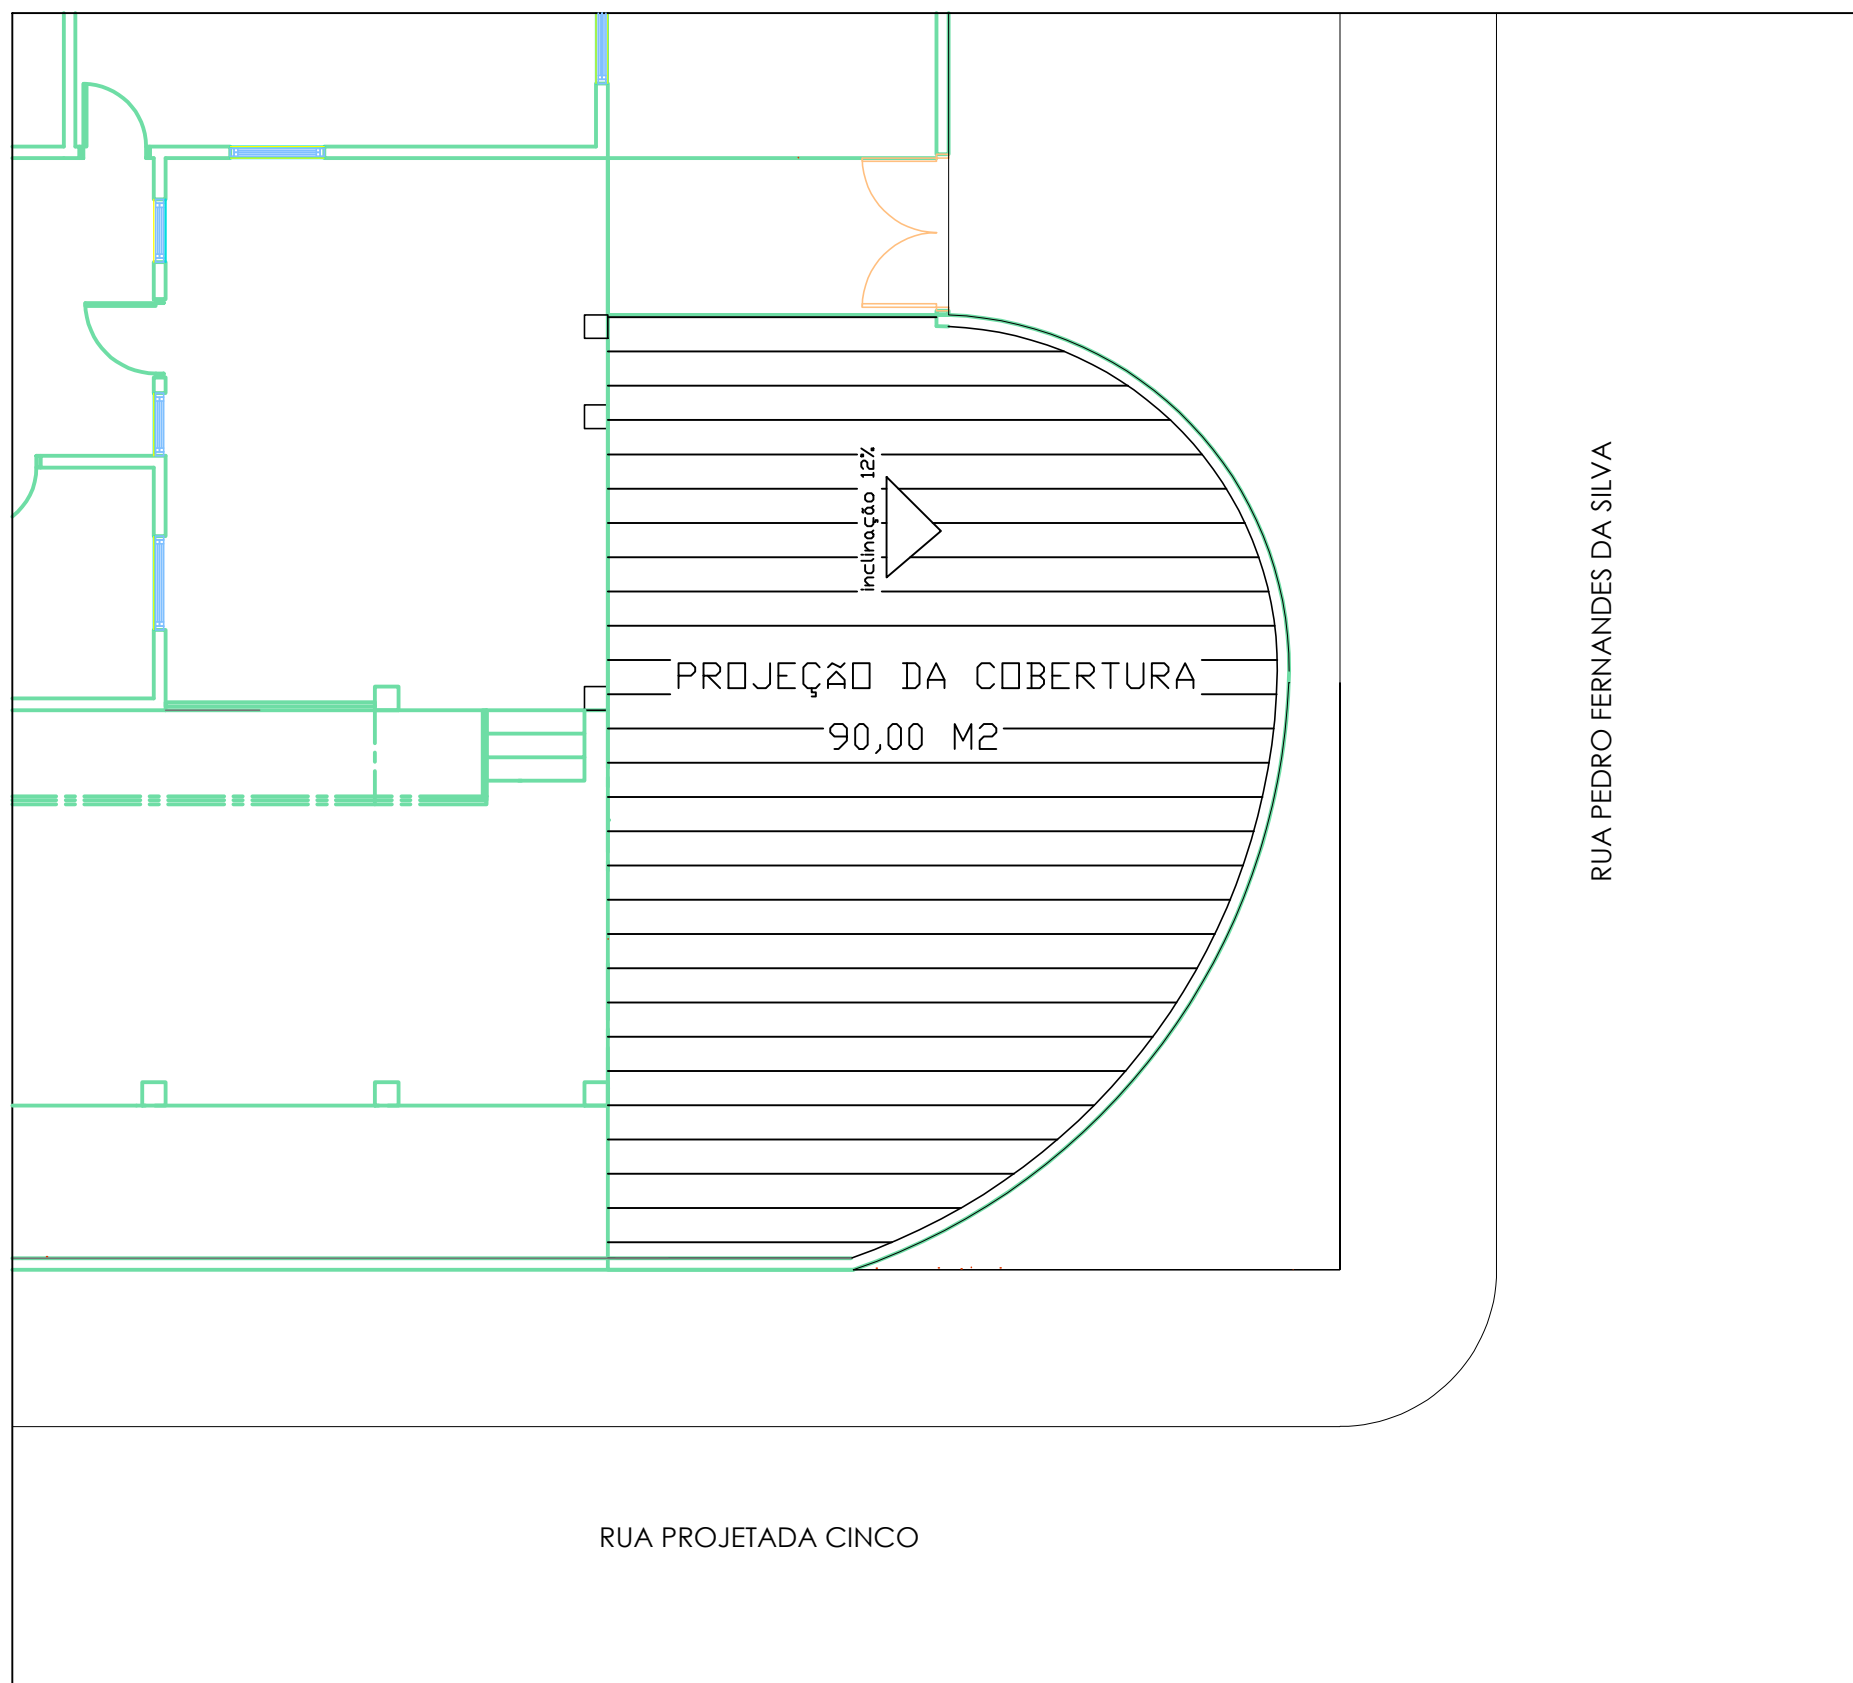 inclinação 12%
PROJEÇÃO DA COBERTURA
90,00 M2
RUA PEDRO FERNANDES DA SILVA
RUA PROJETADA CINCO